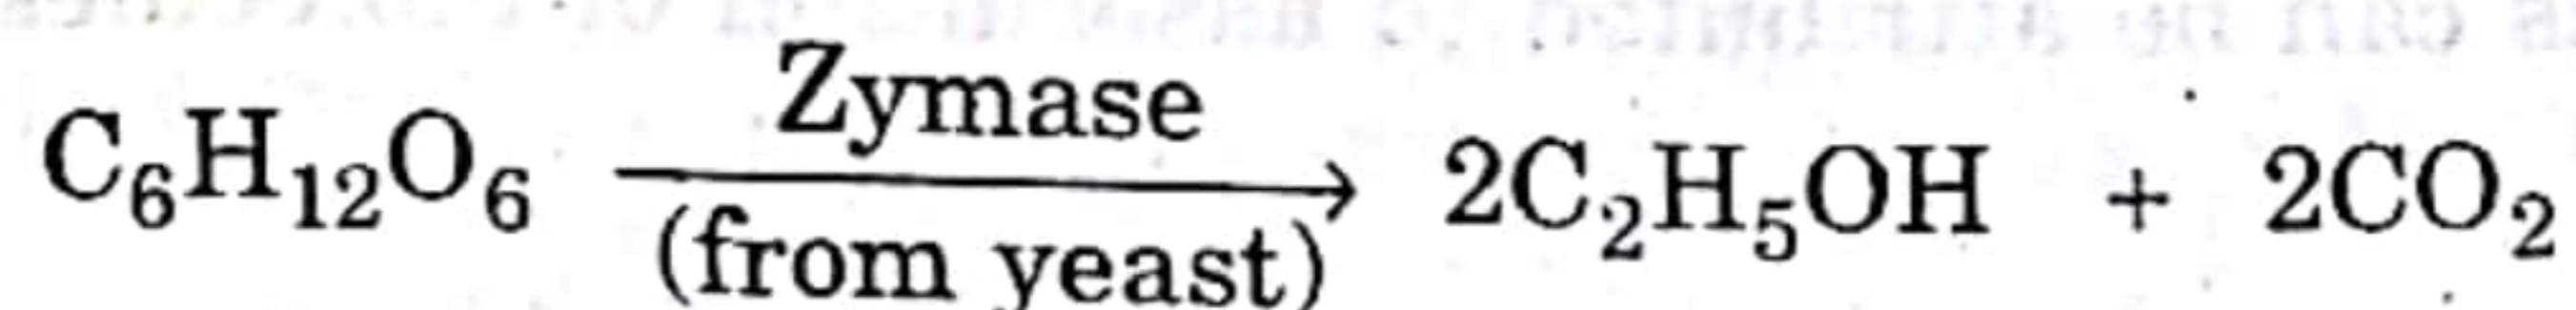 Zymase
C₆H₁₂O₆ ⟶ 2C₂H₅OH + 2CO₂
(from yeast)